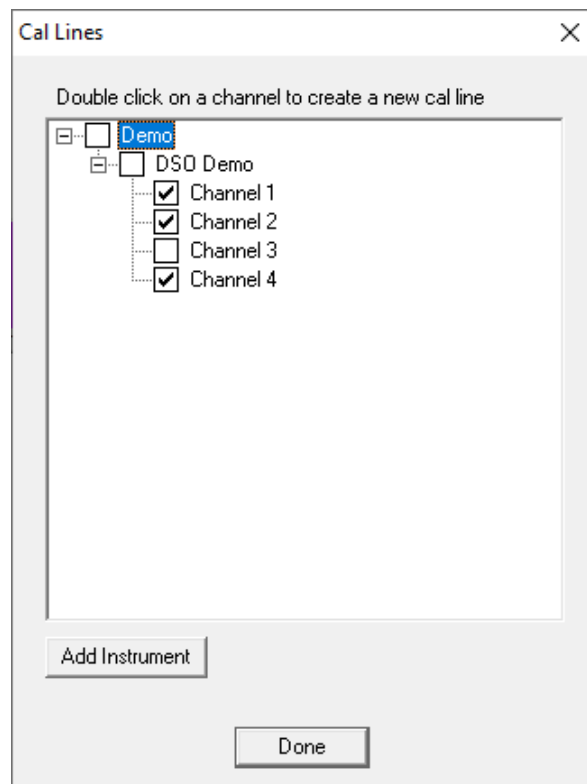 Cal Lines
Double click on a channel to create a new cal line
Demo
DSO Demo
Channel 1
Channel 2
Channel 3
Channel 4
Add Instrument
Done